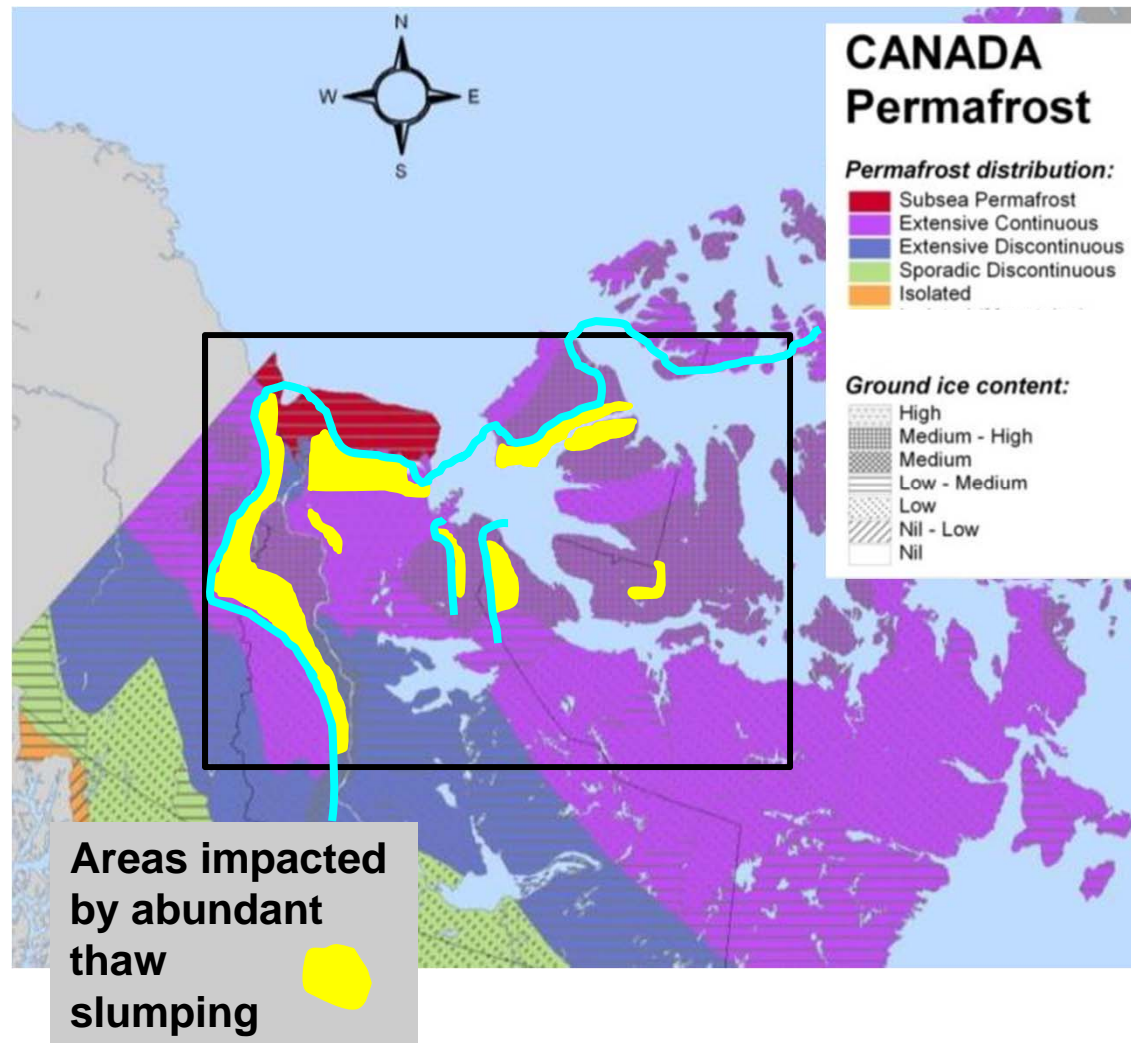 N
W
E
S
CANADA
Permafrost
Permafrost distribution:
Subsea Permafrost
Extensive Continuous
Extensive Discontinuous
Sporadic Discontinuous
Isolated
Ground ice content:
High
Medium - High
Medium
Low - Medium
Low
Nil - Low
Nil
Areas impacted
by abundant
thaw
slumping